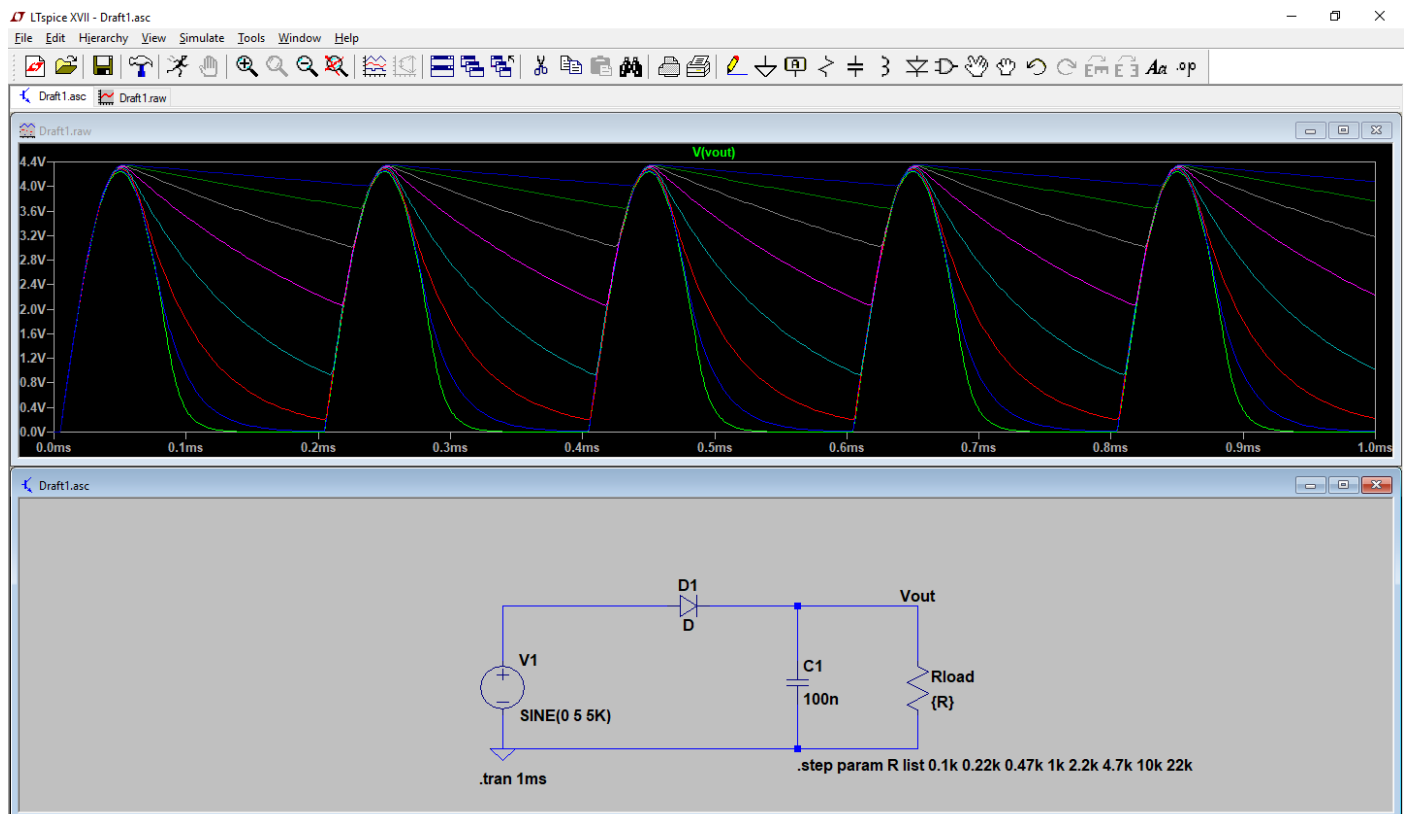 LTspice XVII - Draft1.asc
File Edit Hierarchy View Simulate Tools Window Help
A Aa .op
Draft1.asc Draft1.raw
Draft1.raw
V(vout)
4.4V
4.0V
3.6V
3.2V
2.8V
2.4V
2.0V
1.6V
1.2V
0.8V
0.4V
0.0V
0.0ms 0.1ms 0.2ms 0.3ms 0.4ms 0.5ms 0.6ms 0.7ms 0.8ms 0.9ms 1.0ms
Draft1.asc
D1
D
Vout
V1
SINE(0 5 5K)
C1
100n
Rload
{R}
.tran 1ms
.step param R list 0.1k 0.22k 0.47k 1k 2.2k 4.7k 10k 22k